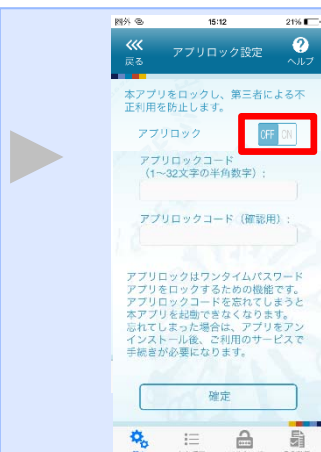 圏外 15:12 21%
戻る アプリロック設定 ? ヘルプ
本アプリをロックし、第三者による不
正利用を防止します。
アプリロック OFF ON
アプリロックコード
(1〜32文字の半角数字):
アプリロックコード(確認用):
アプリロックはワンタイムパスワード
アプリをロックするための機能です。
アプリロックコードを忘れてしまうと
本アプリを起動できなくなります。
忘れてしまった場合は、アプリをアン
インストール後、ご利用のサービスで
手続きが必要になります。
確定